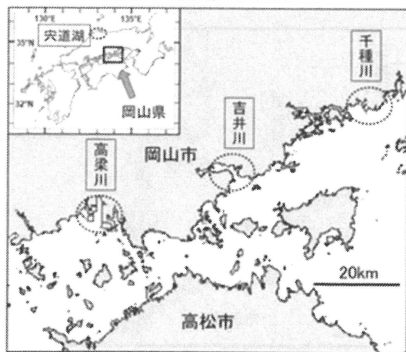 130°E
135°E
35°N
32°N
宍道湖
岡山県
千種川
吉井川
高梁川
岡山市
20km
高松市